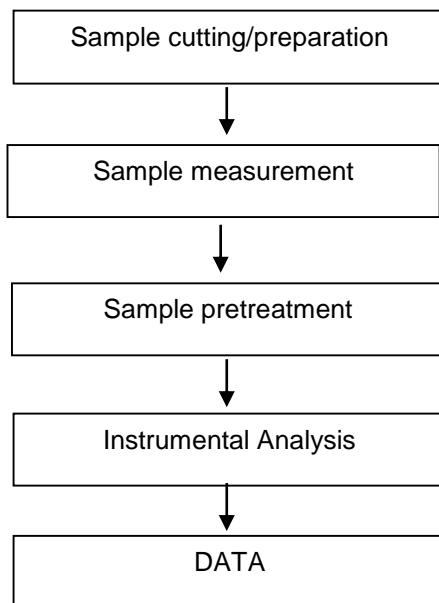 Sample cutting/preparation
Sample measurement
Sample pretreatment
Instrumental Analysis
DATA